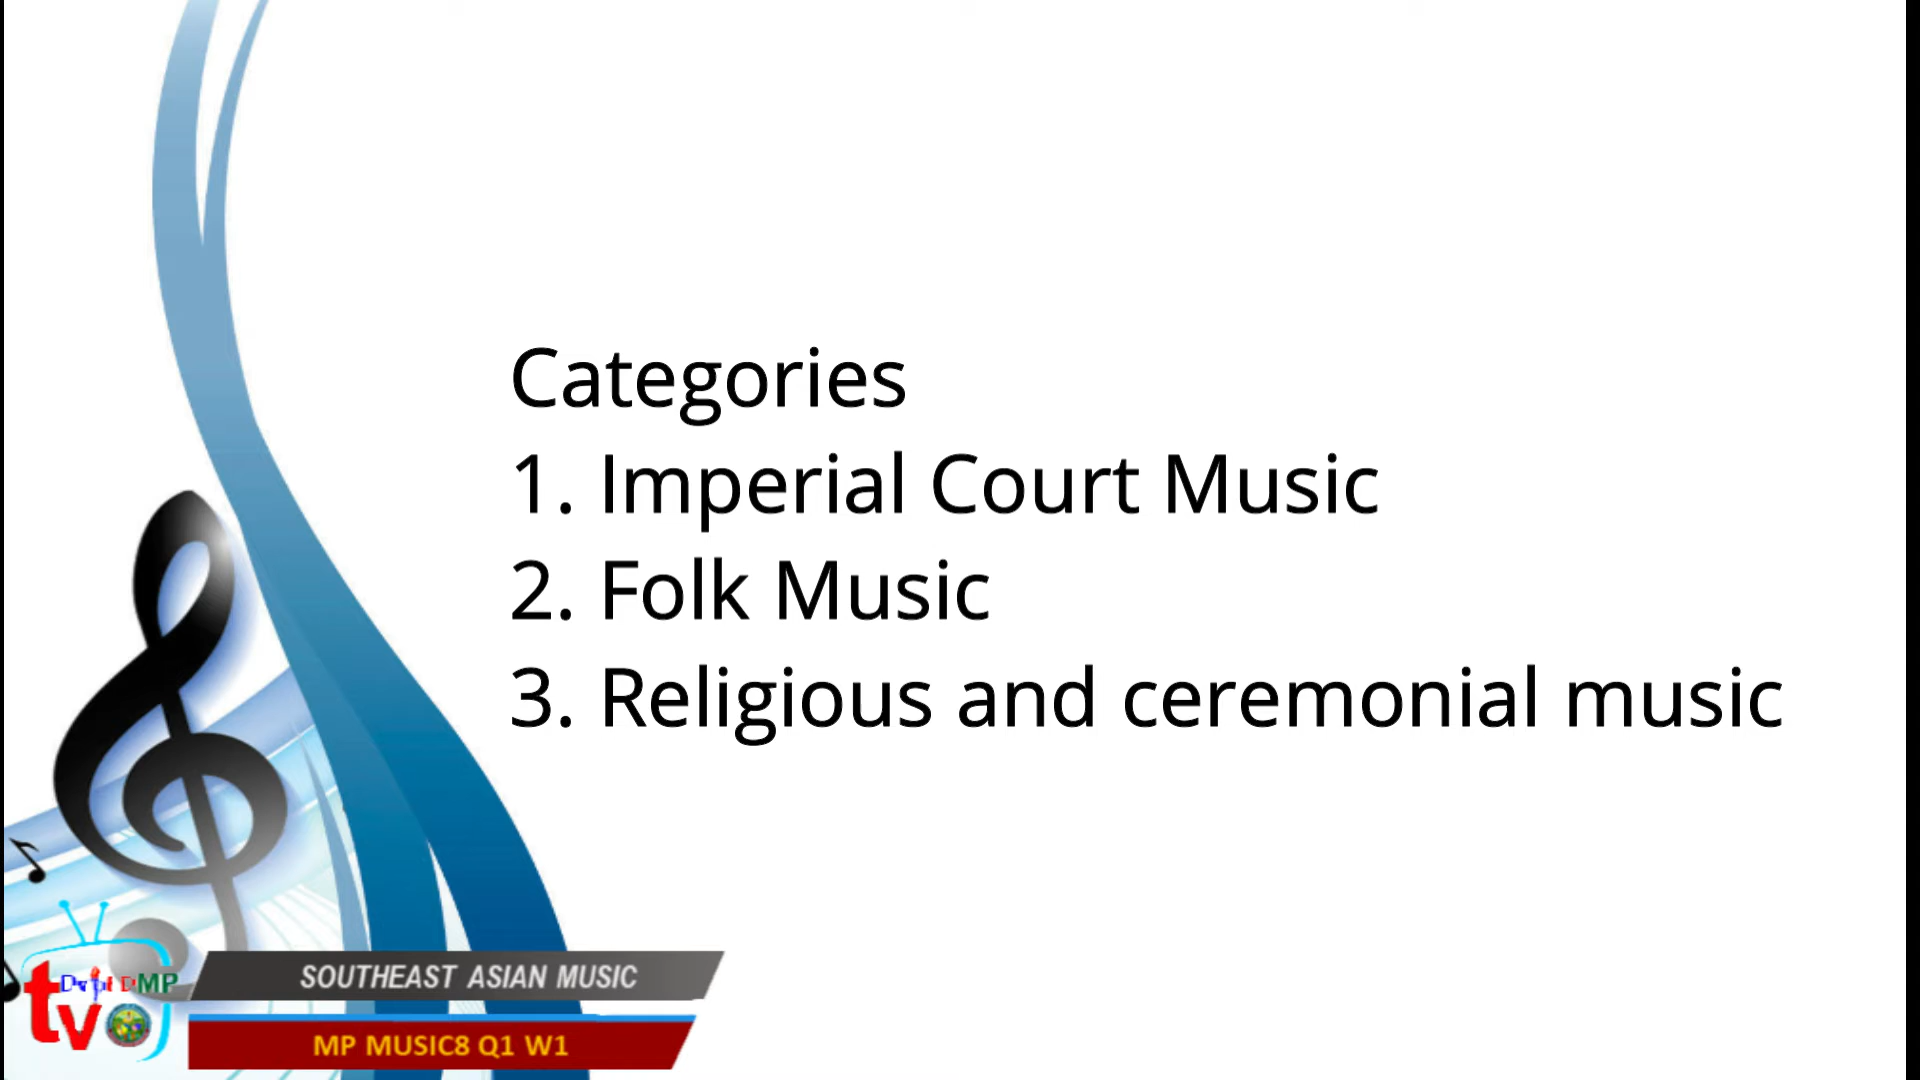 Categories
1. Imperial Court Music
2. Folk Music
3. Religious and ceremonial music
SOUTHEAST ASIAN MUSIC
MP
tv
MP MUSIC8 Q1 W1